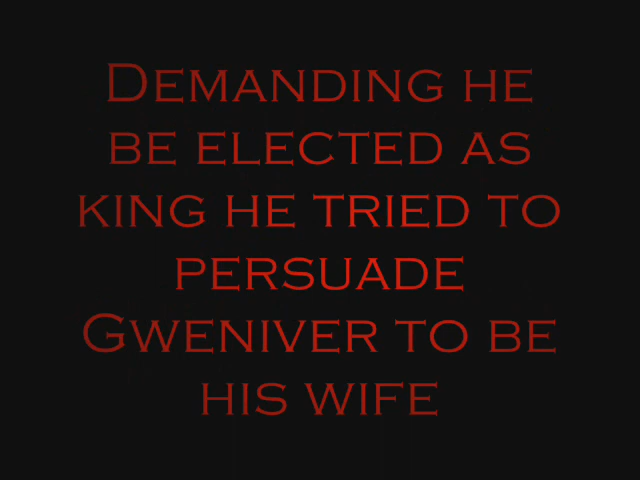 Demanding he
be elected as
king he tried to
persuade
Gweniver to be
his wife